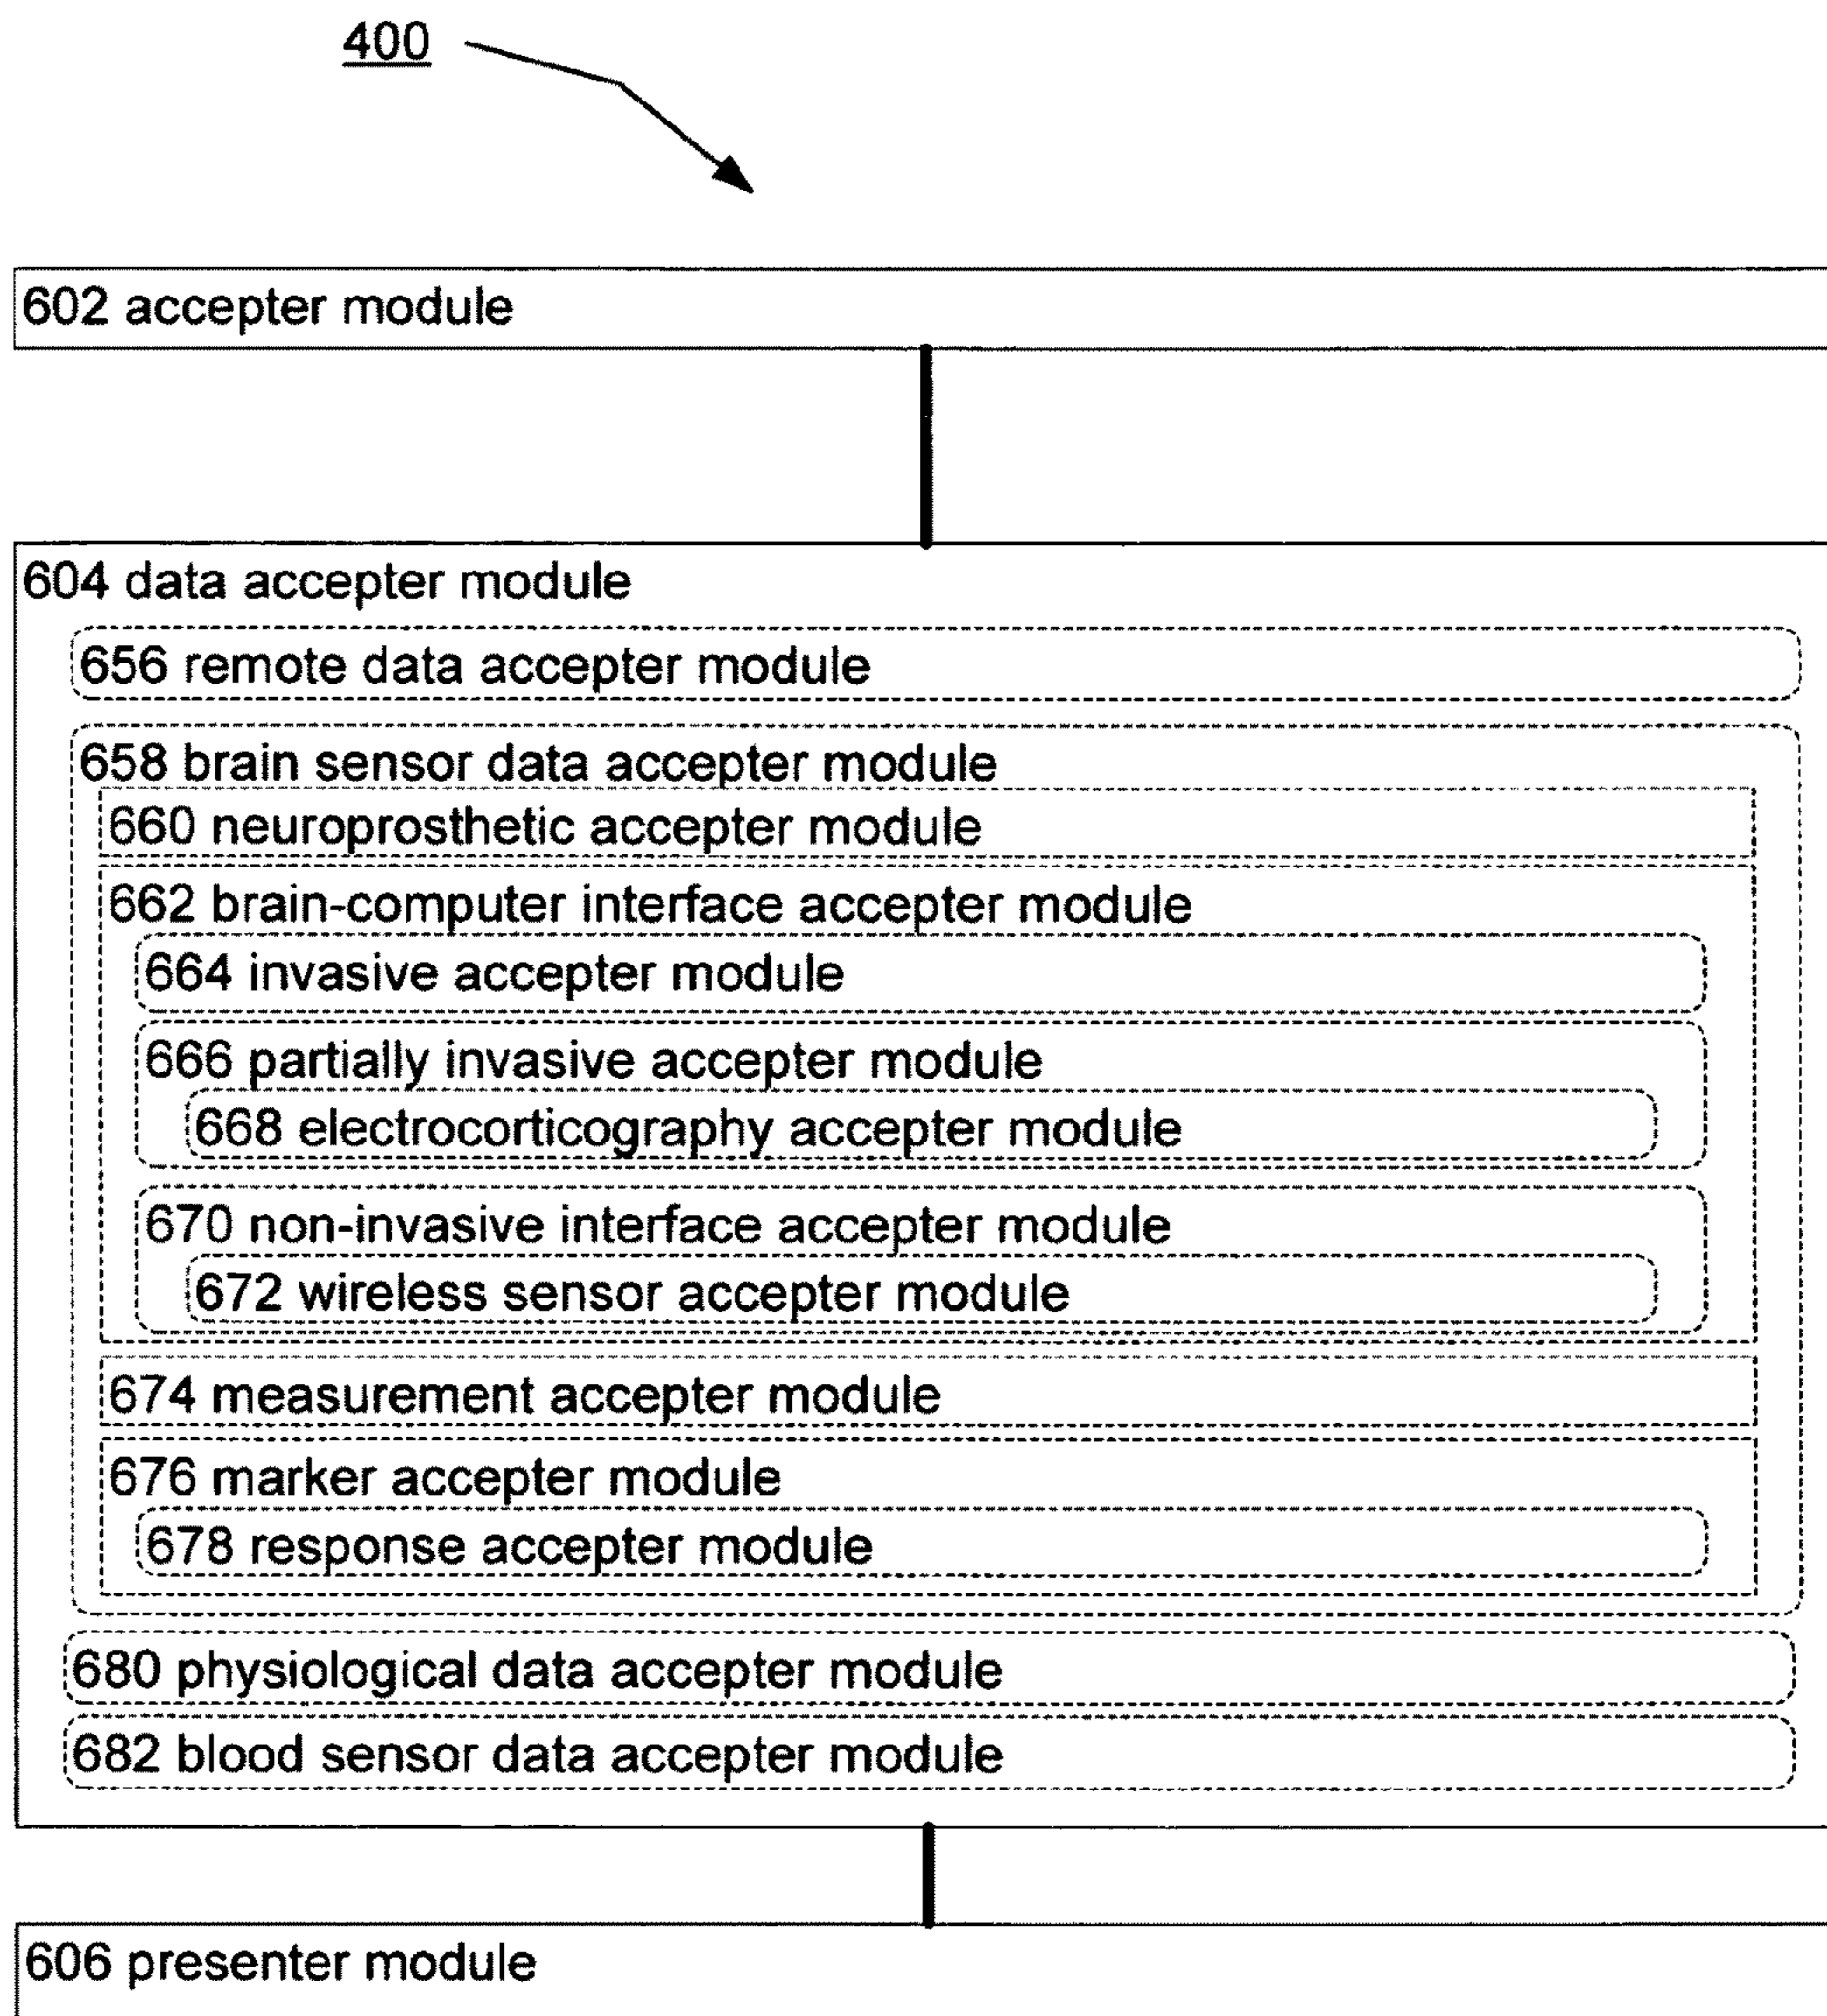 400
602 accepter module
604 data accepter module
656 remote data accepter module
658 brain sensor data accepter module
660 neuroprosthetic accepter module
662 brain-computer interface accepter module
664 invasive accepter module
666 partially invasive accepter module
668 electrocorticography accepter module
670 non-invasive interface accepter module
672 wireless sensor accepter module
674 measurement accepter module
676 marker accepter module
678 response accepter module
680 physiological data accepter module
682 blood sensor data accepter module
606 presenter module